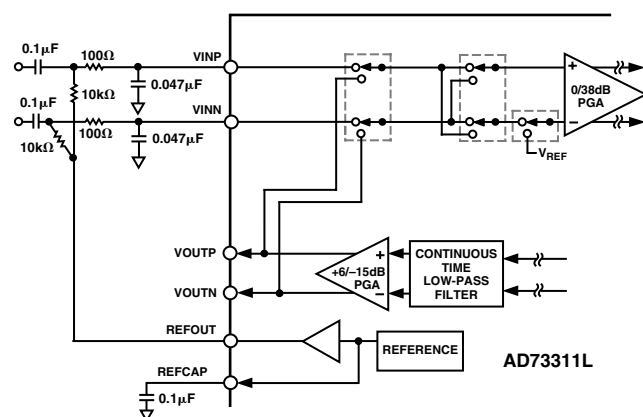 0.1μF
100Ω
VINP
0.047μF
10kΩ
0/38dB
PGA
+
−
0.1μF
100Ω
VINN
0.047μF
10kΩ
VREF
VOUTP
+6/–15dB
PGA
+
−
CONTINUOUS
TIME
LOW-PASS
FILTER
VOUTN
REFOUT
REFERENCE
AD73311L
REFCAP
0.1μF